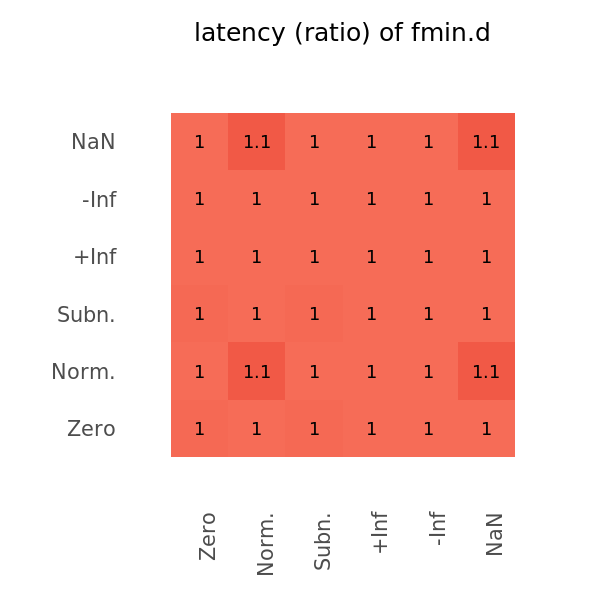 latency (ratio) of fmin.d
NaN 1 1.1 1 1 1 1.1
-Inf 1 1 1 1 1 1
+Inf 1 1 1 1 1 1
Subn. 1 1 1 1 1 1
Norm. 1 1.1 1 1 1 1.1
Zero 1 1 1 1 1 1
Zero Norm. Subn. +Inf -Inf NaN